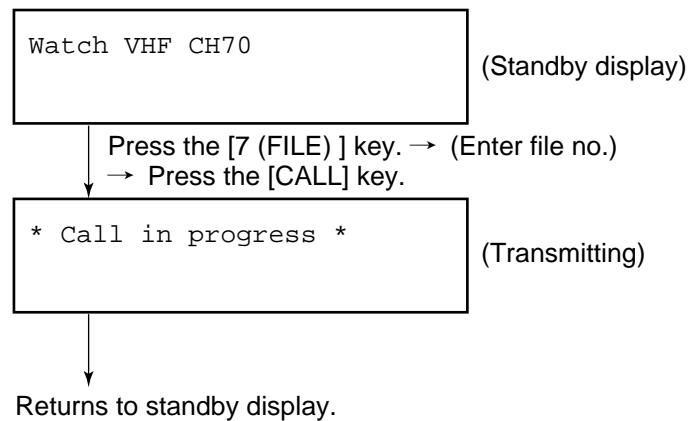 Watch VHF CH70
(Standby display)
Press the [7 (FILE) ] key. → (Enter file no.)
→ Press the [CALL] key.
* Call in progress *
(Transmitting)
Returns to standby display.